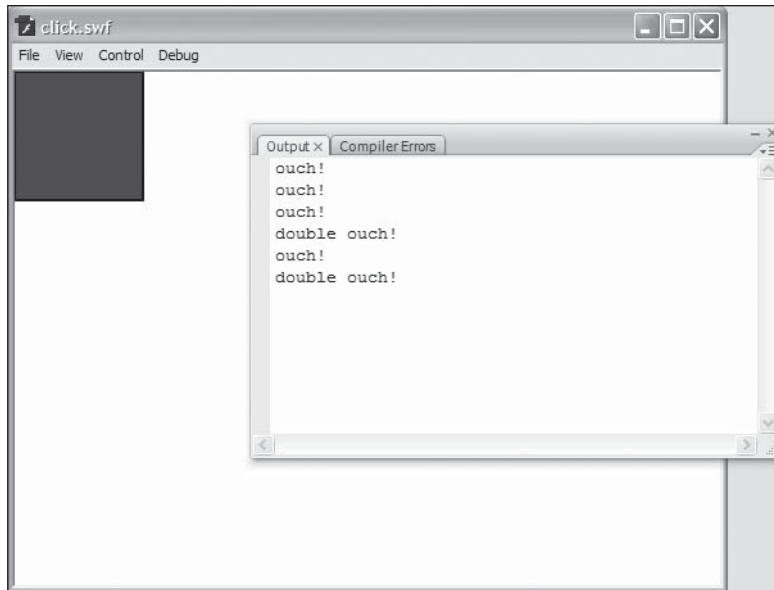 click.swf
File View Control Debug
Output × Compiler Errors
ouch!
ouch!
ouch!
double ouch!
ouch!
double ouch!